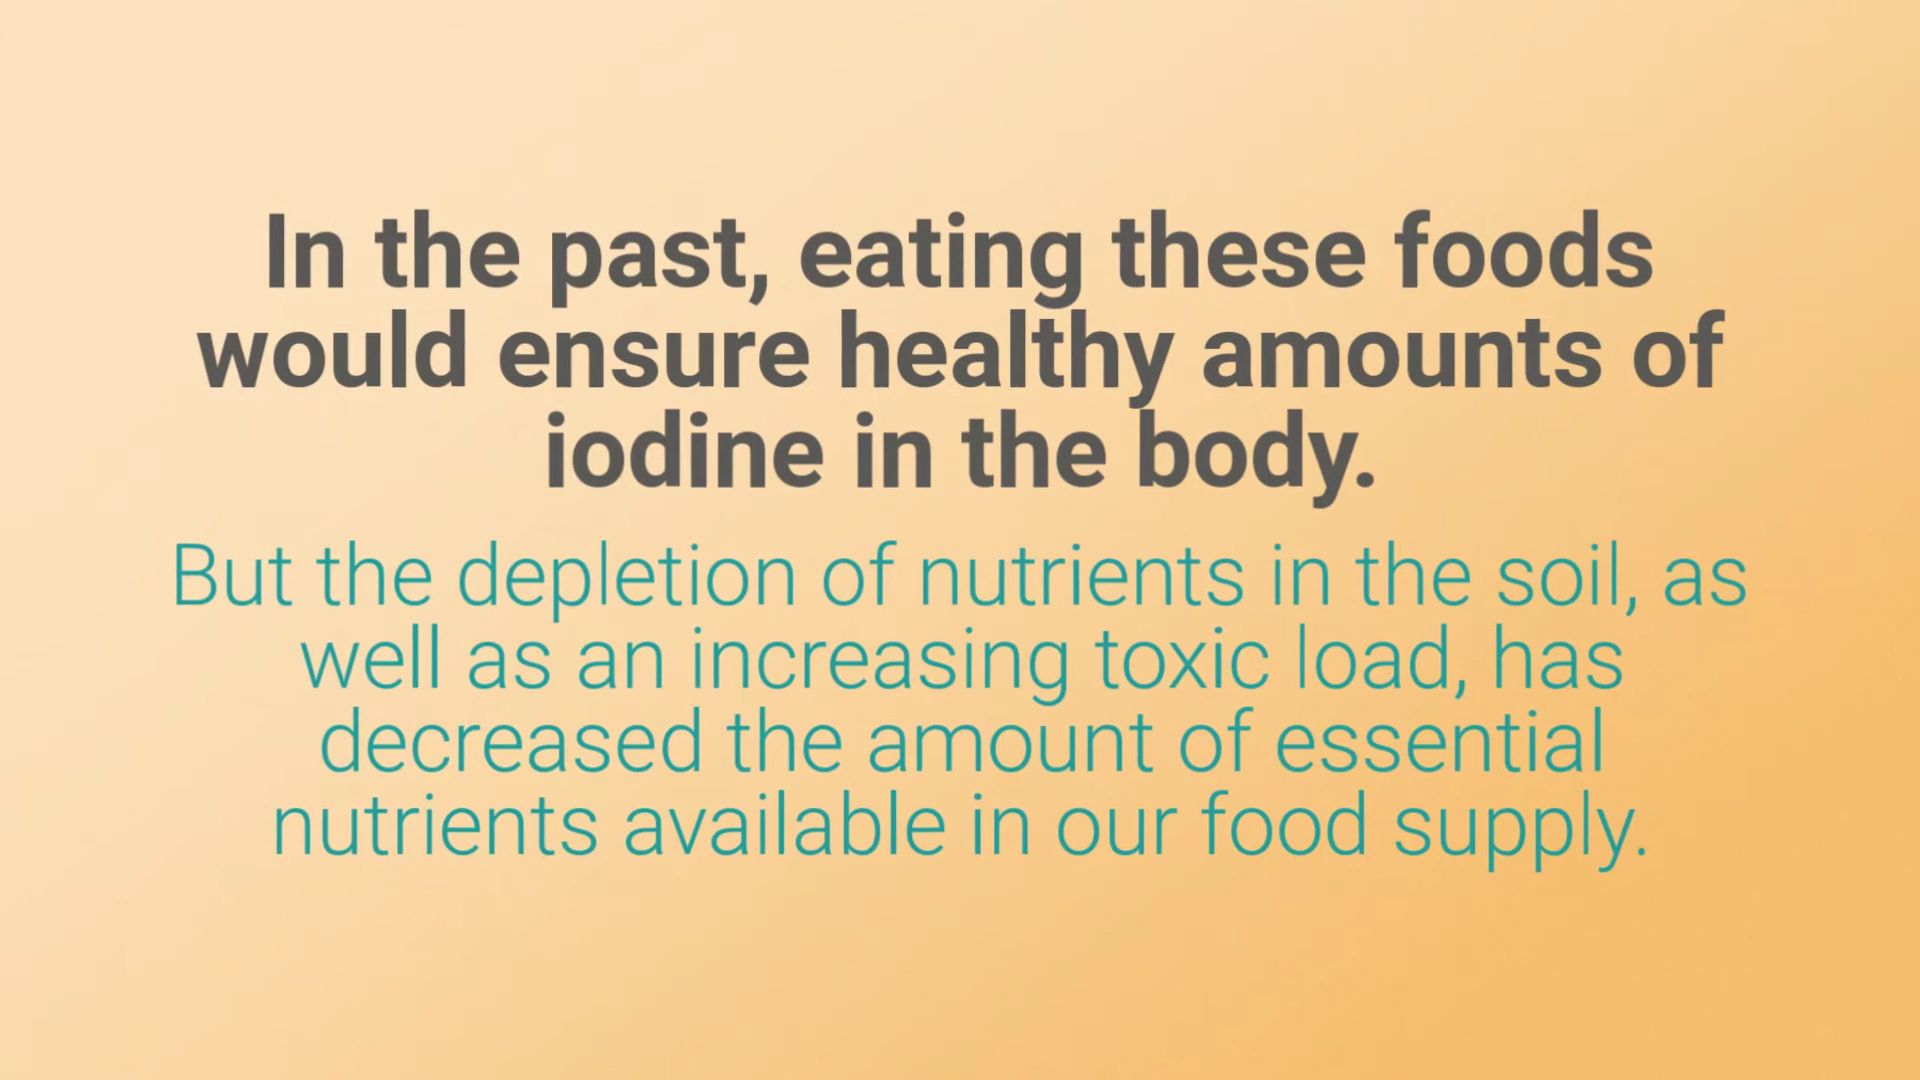 In the past, eating these foods
would ensure healthy amounts of
iodine in the body.
But the depletion of nutrients in the soil, as
well as an increasing toxic load, has
decreased the amount of essential
nutrients available in our food supply.